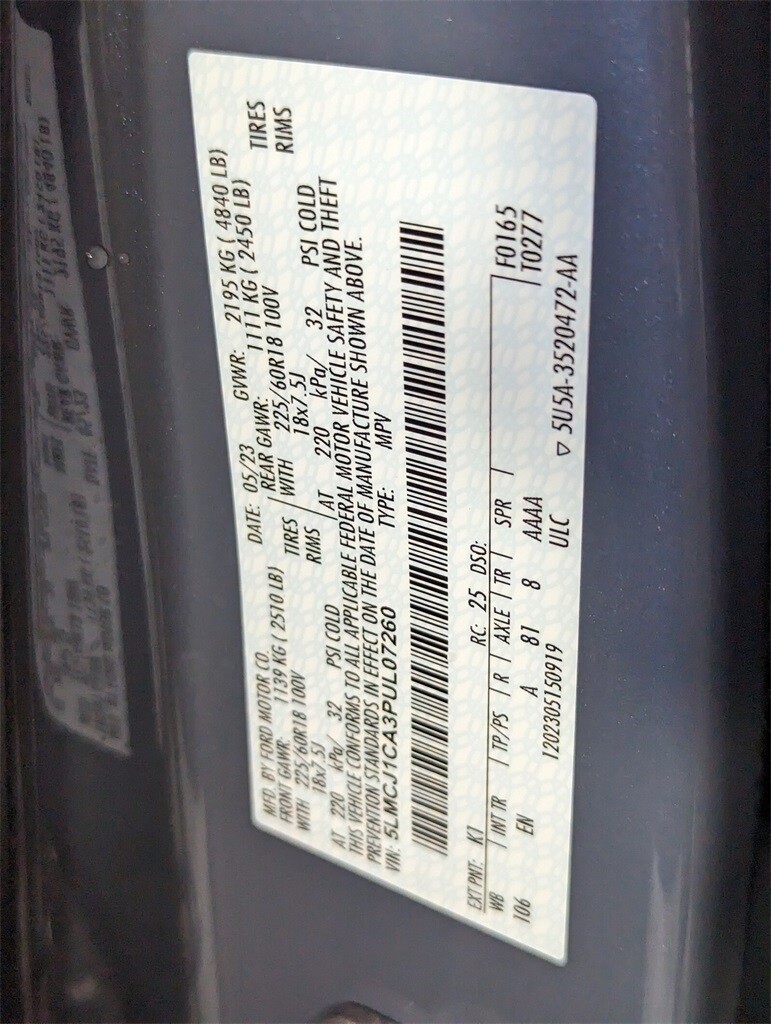 MFD. BY FORD MOTOR CO. DATE: 05/23 GVWR: 2195 KG ( 4840 LB)
FRONT GAWR: 1139 KG ( 2510 LB) REAR GAWR: 1111 KG ( 2450 LB)
WITH 225/60R18 100V TIRES WITH 225/60R18 100V TIRES
18x7.5J RIMS 18x7.5J RIMS
AT 220 kPa/ 32 PSI COLD AT 220 kPa/ 32 PSI COLD
THIS VEHICLE CONFORMS TO ALL APPLICABLE FEDERAL MOTOR VEHICLE SAFETY AND THEFT
PREVENTION STANDARDS IN EFFECT ON THE DATE OF MANUFACTURE SHOWN ABOVE.
VIN: 5LMCJ1CA3PUL07260 TYPE: MPV
EXT PNT: K1 RC: 25 DSO: F0165
WB INT TR TP/PS R AXLE TR SPR T0277
106 EN A 81 8 AAAA
ULC
1202305150919 ▽ 5U5A-3520472-AA